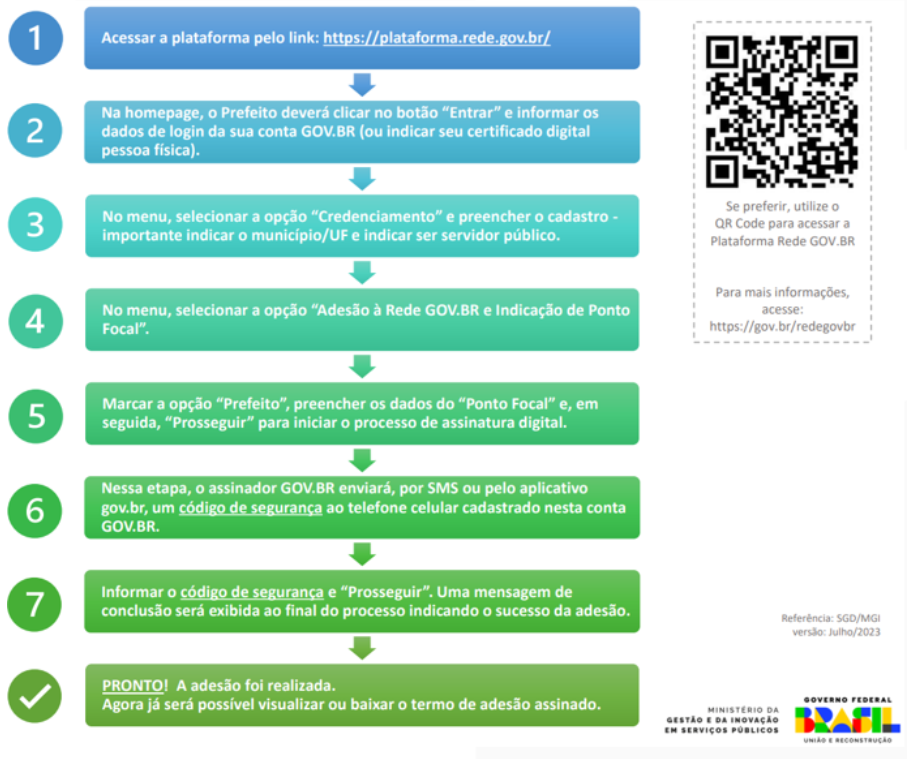 1
Acessar a plataforma pelo link: https://plataforma.rede.gov.br/
2
Na homepage, o Prefeito deverá clicar no botão “Entrar” e informar os
dados de login da sua conta GOV.BR (ou indicar seu certificado digital
pessoa física).
3
No menu, selecionar a opção “Credenciamento” e preencher o cadastro -
importante indicar o município/UF e indicar ser servidor público.
4
No menu, selecionar a opção “Adesão à Rede GOV.BR e Indicação de Ponto
Focal”.
5
Marcar a opção “Prefeito”, preencher os dados do “Ponto Focal” e, em
seguida, “Prosseguir” para iniciar o processo de assinatura digital.
6
Nessa etapa, o assinador GOV.BR enviará, por SMS ou pelo aplicativo
gov.br, um código de segurança ao telefone celular cadastrado nesta conta
GOV.BR.
7
Informar o código de segurança e “Prosseguir”. Uma mensagem de
conclusão será exibida ao final do processo indicando o sucesso da adesão.
PRONTO! A adesão foi realizada.
Agora já será possível visualizar ou baixar o termo de adesão assinado.
Se preferir, utilize o
QR Code para acessar a
Plataforma Rede GOV.BR
Para mais informações,
acesse:
https://gov.br/redegovbr
Referência: SGD/MGI
versão: Julho/2023
MINISTÉRIO DA
GESTÃO E DA INOVAÇÃO
EM SERVIÇOS PÚBLICOS
GOVERNO FEDERAL
BRASIL
UNIÃO E RECONSTRUÇÃO